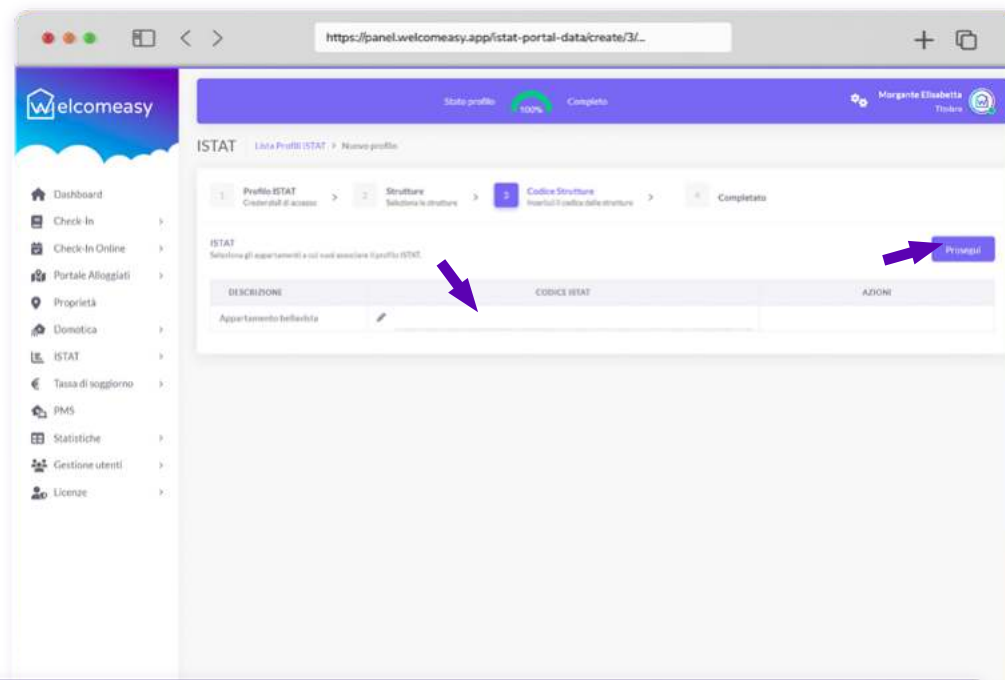 https://panel.welcomeasy.app/istat-portal-data/create/3/...
Welcomeasy
Stato profilo 100% Completo
Morgante Elisabetta
Titolare
ISTAT Lista Profili ISTAT > Nuovo profilo
1 Profilo ISTAT > 2 Strutture > 3 Codice Strutture > 4 Completato
Credenziali di accesso Seleziona le strutture Inserisci il codice delle strutture
ISTAT
Seleziona gli appartamenti a cui vuoi associare il profilo ISTAT.
Prosegui
DESCRIZIONE CODICE ISTAT AZIONI
Appartamento bellavista
Dashboard
Check-In
Check-In Online
Portale Alloggiati
Proprietà
Domotica
ISTAT
Tassa di soggiorno
PMS
Statistiche
Gestione utenti
Licenze